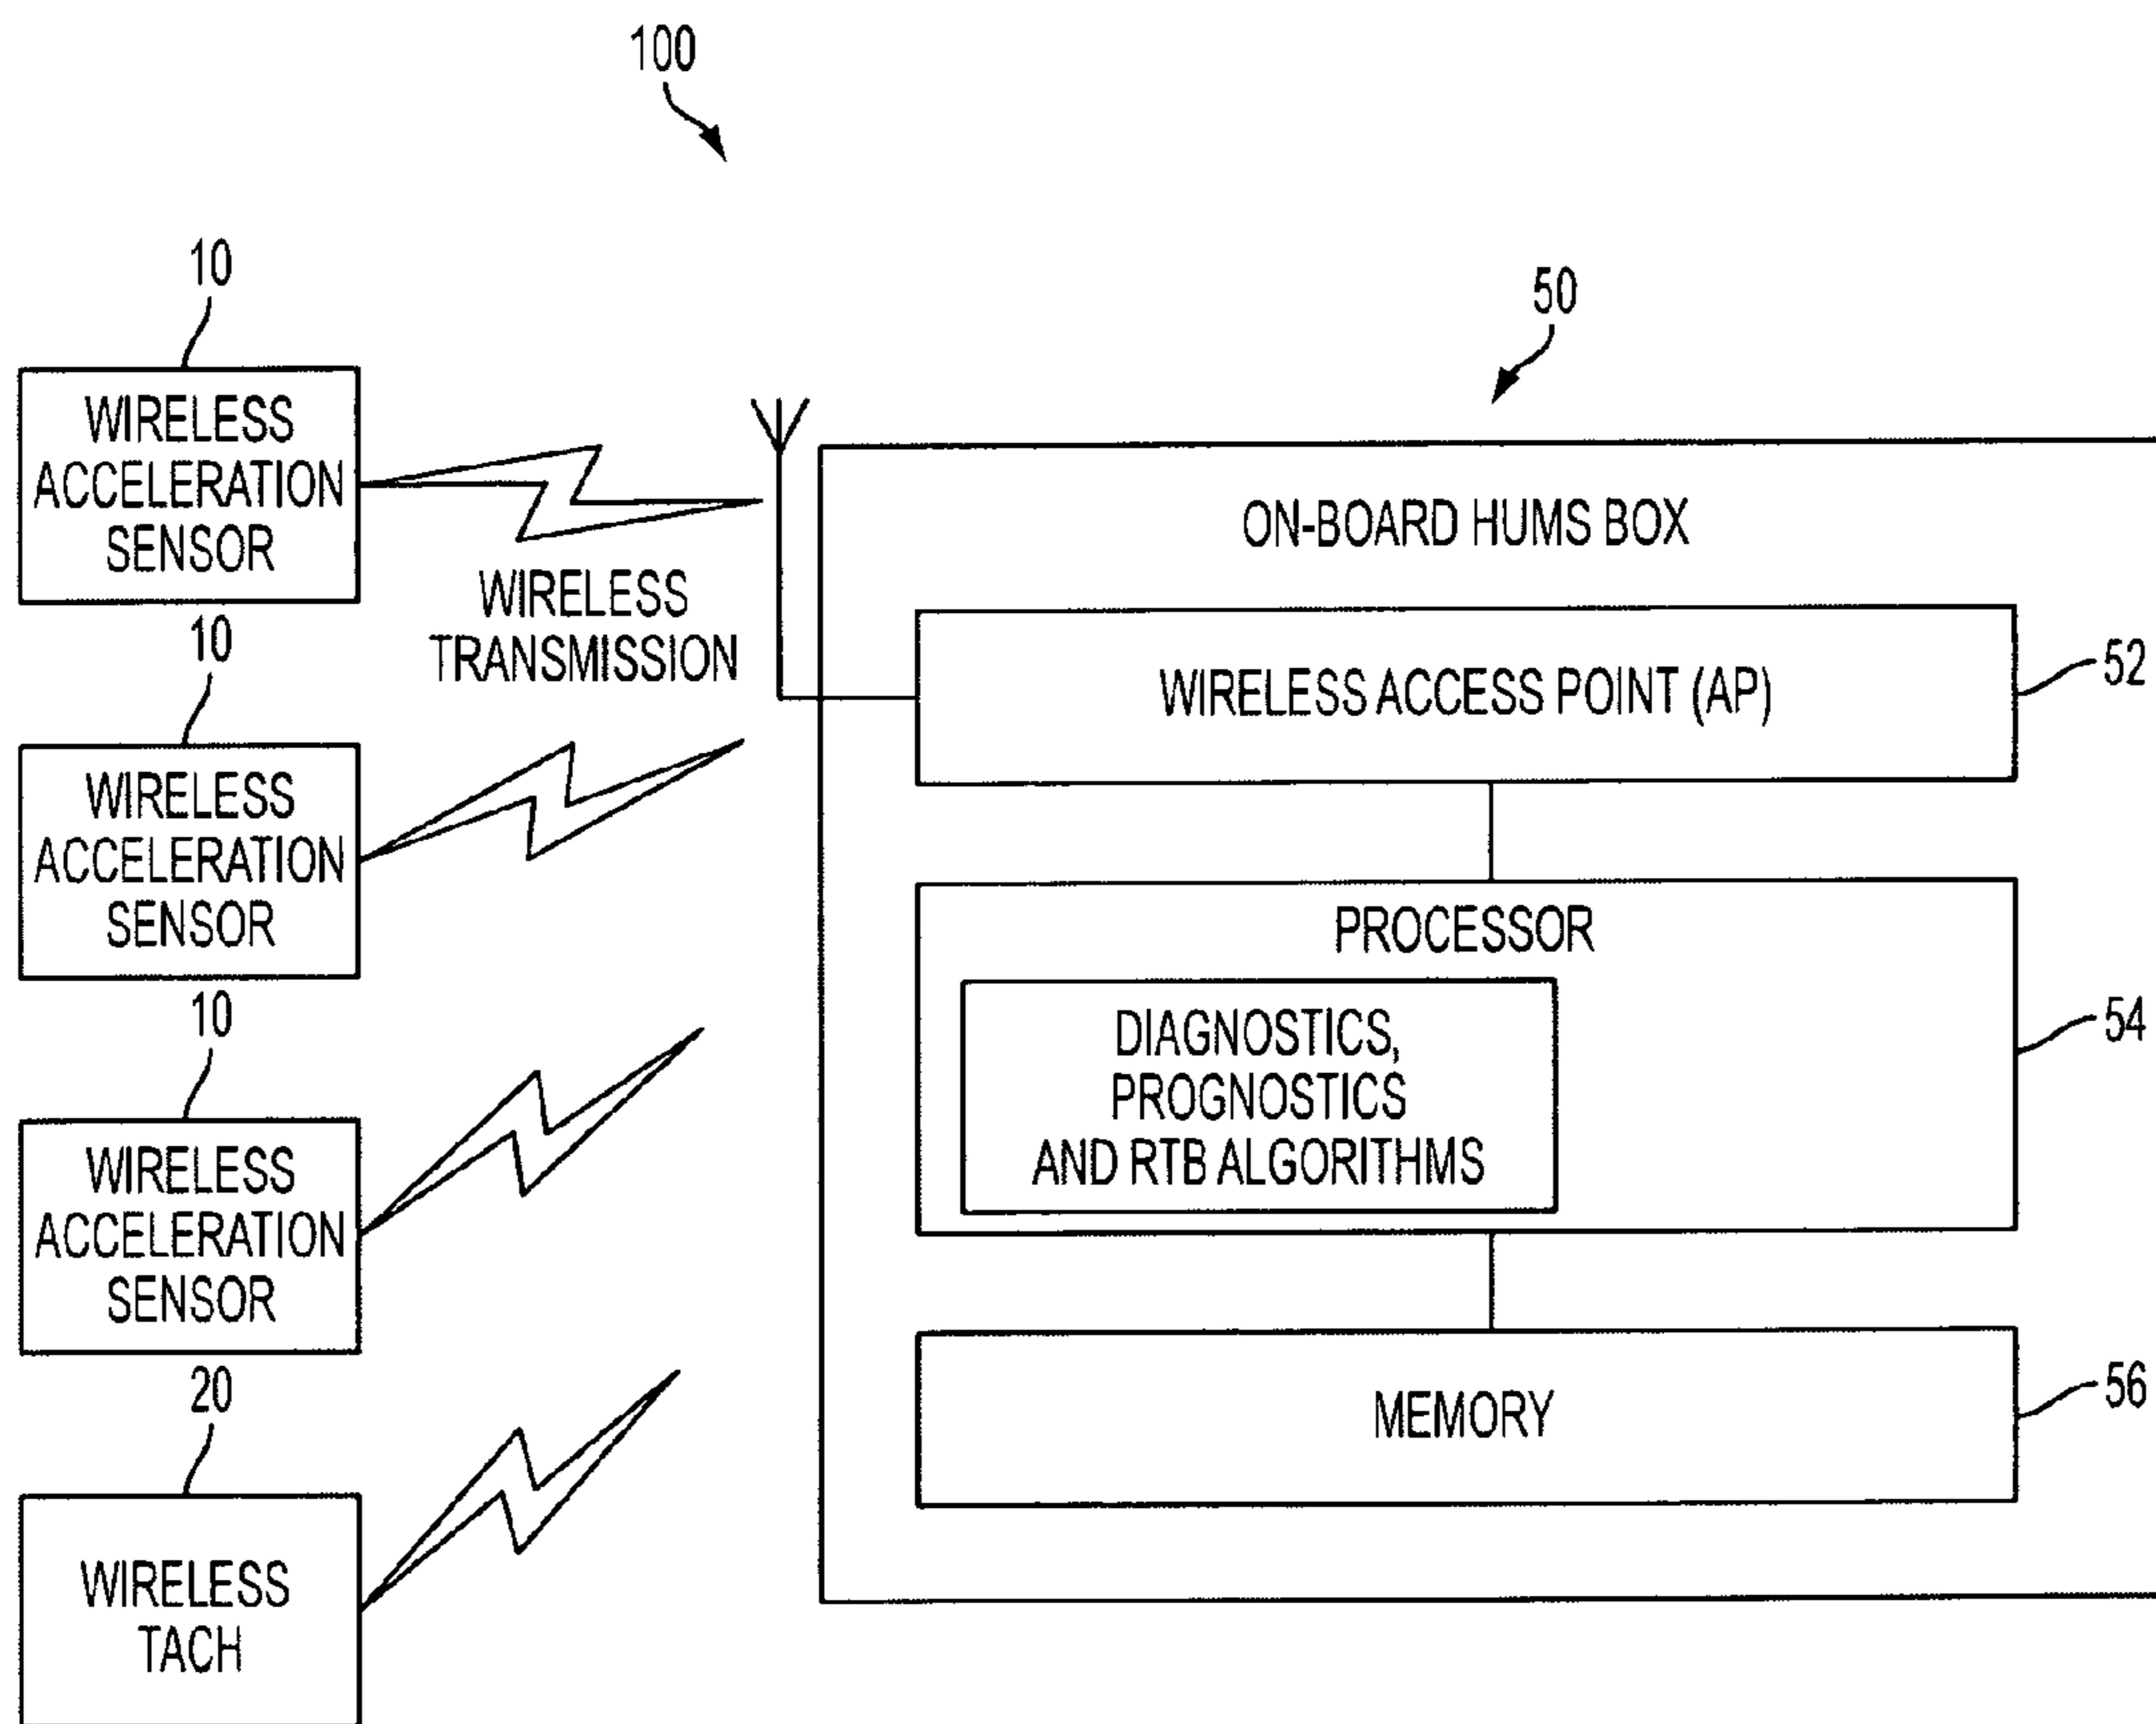 100
10
WIRELESS
ACCELERATION
SENSOR
WIRELESS
TRANSMISSION
10
WIRELESS
ACCELERATION
SENSOR
10
WIRELESS
ACCELERATION
SENSOR
20
WIRELESS
TACH
50
ON-BOARD HUMS BOX
WIRELESS ACCESS POINT (AP)
52
PROCESSOR
DIAGNOSTICS,
PROGNOSTICS
AND RTB ALGORITHMS
54
MEMORY
56